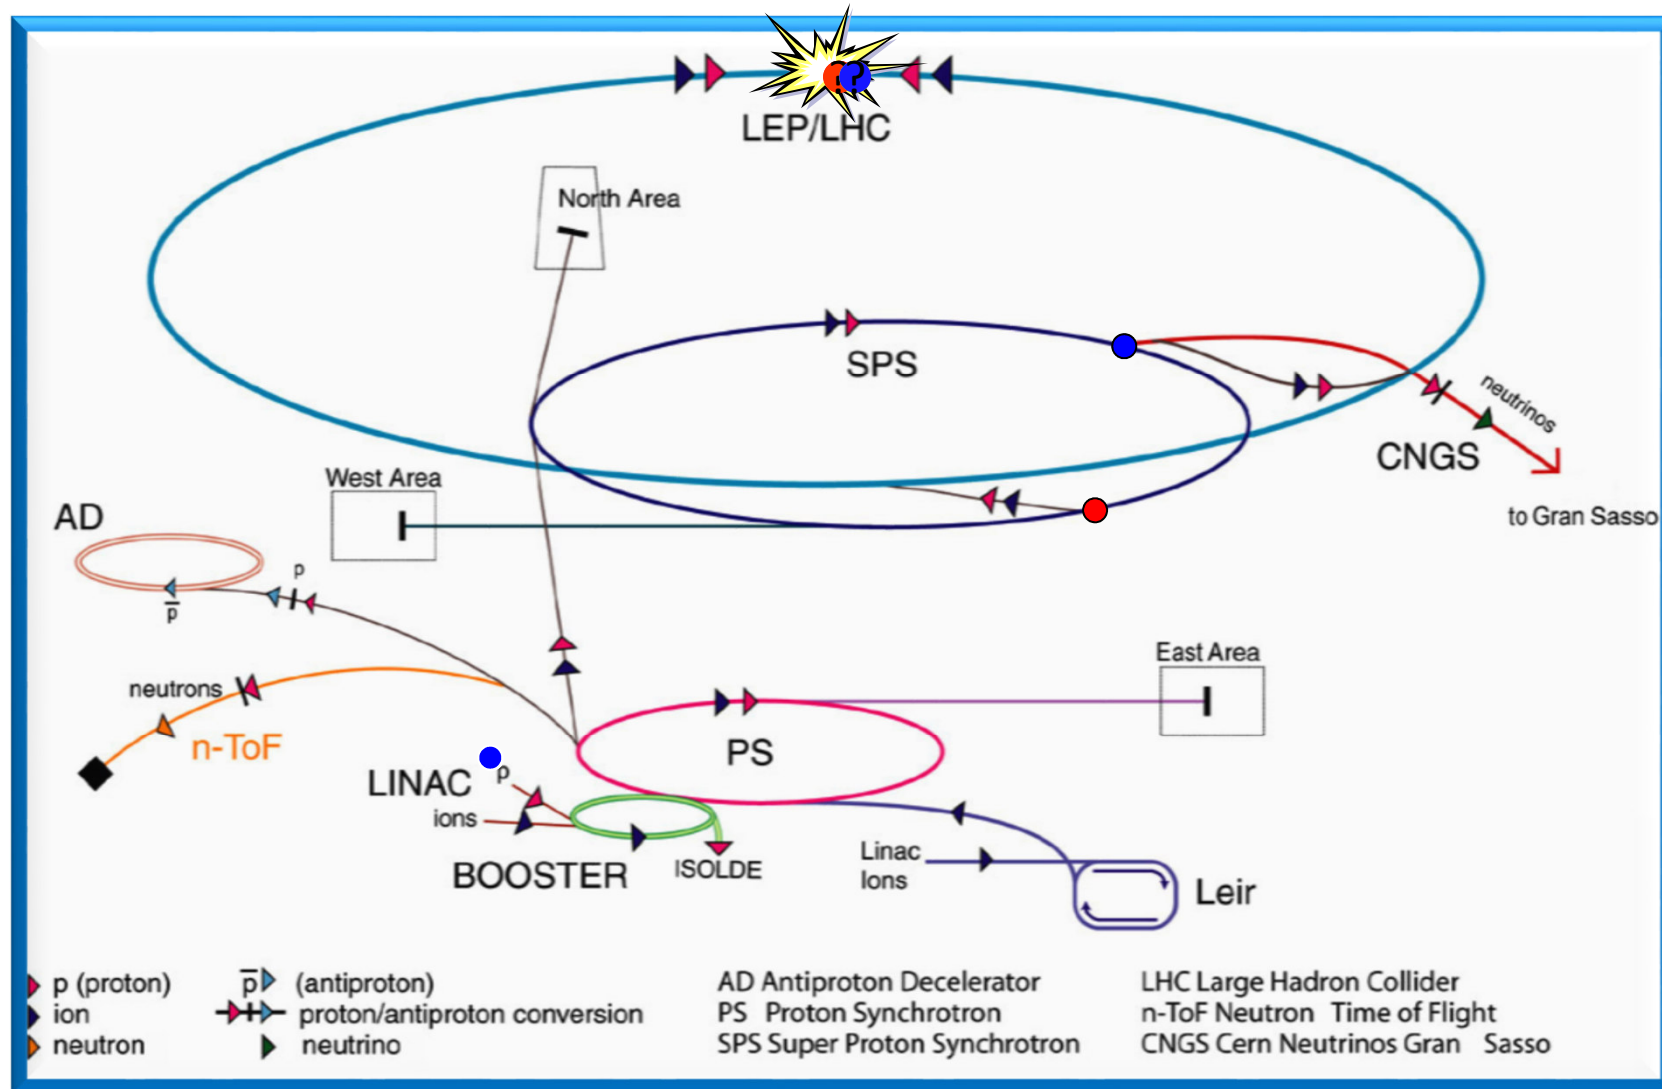 ? ?
LEP/LHC
North Area
SPS
neutrinos
CNGS
to Gran Sasso
West Area
AD
p
p̅
East Area
neutrons
n-ToF
PS
LINAC
p
ions
BOOSTER
ISOLDE
Linac
Ions
Leir
p (proton)
ion
neutron
p̅ (antiproton)
proton/antiproton conversion
neutrino
AD Antiproton Decelerator
PS Proton Synchrotron
SPS Super Proton Synchrotron
LHC Large Hadron Collider
n-ToF Neutron Time of Flight
CNGS Cern Neutrinos Gran Sasso